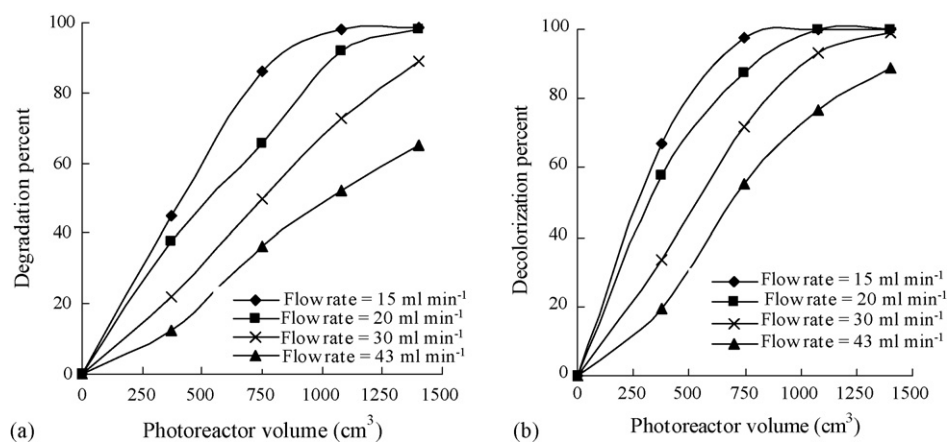 100
80
60
40
20
0
Degradation percent
Flow rate = 15 ml min⁻¹
Flow rate = 20 ml min⁻¹
Flow rate = 30 ml min⁻¹
Flow rate = 43 ml min⁻¹
0 250 500 750 1000 1250 1500
(a) Photoreactor volume (cm³)
100
80
60
40
20
0
Decolorization percent
Flow rate = 15 ml min⁻¹
Flow rate = 20 ml min⁻¹
Flow rate = 30 ml min⁻¹
Flow rate = 43 ml min⁻¹
0 250 500 750 1000 1250 1500
(b) Photoreactor volume (cm³)